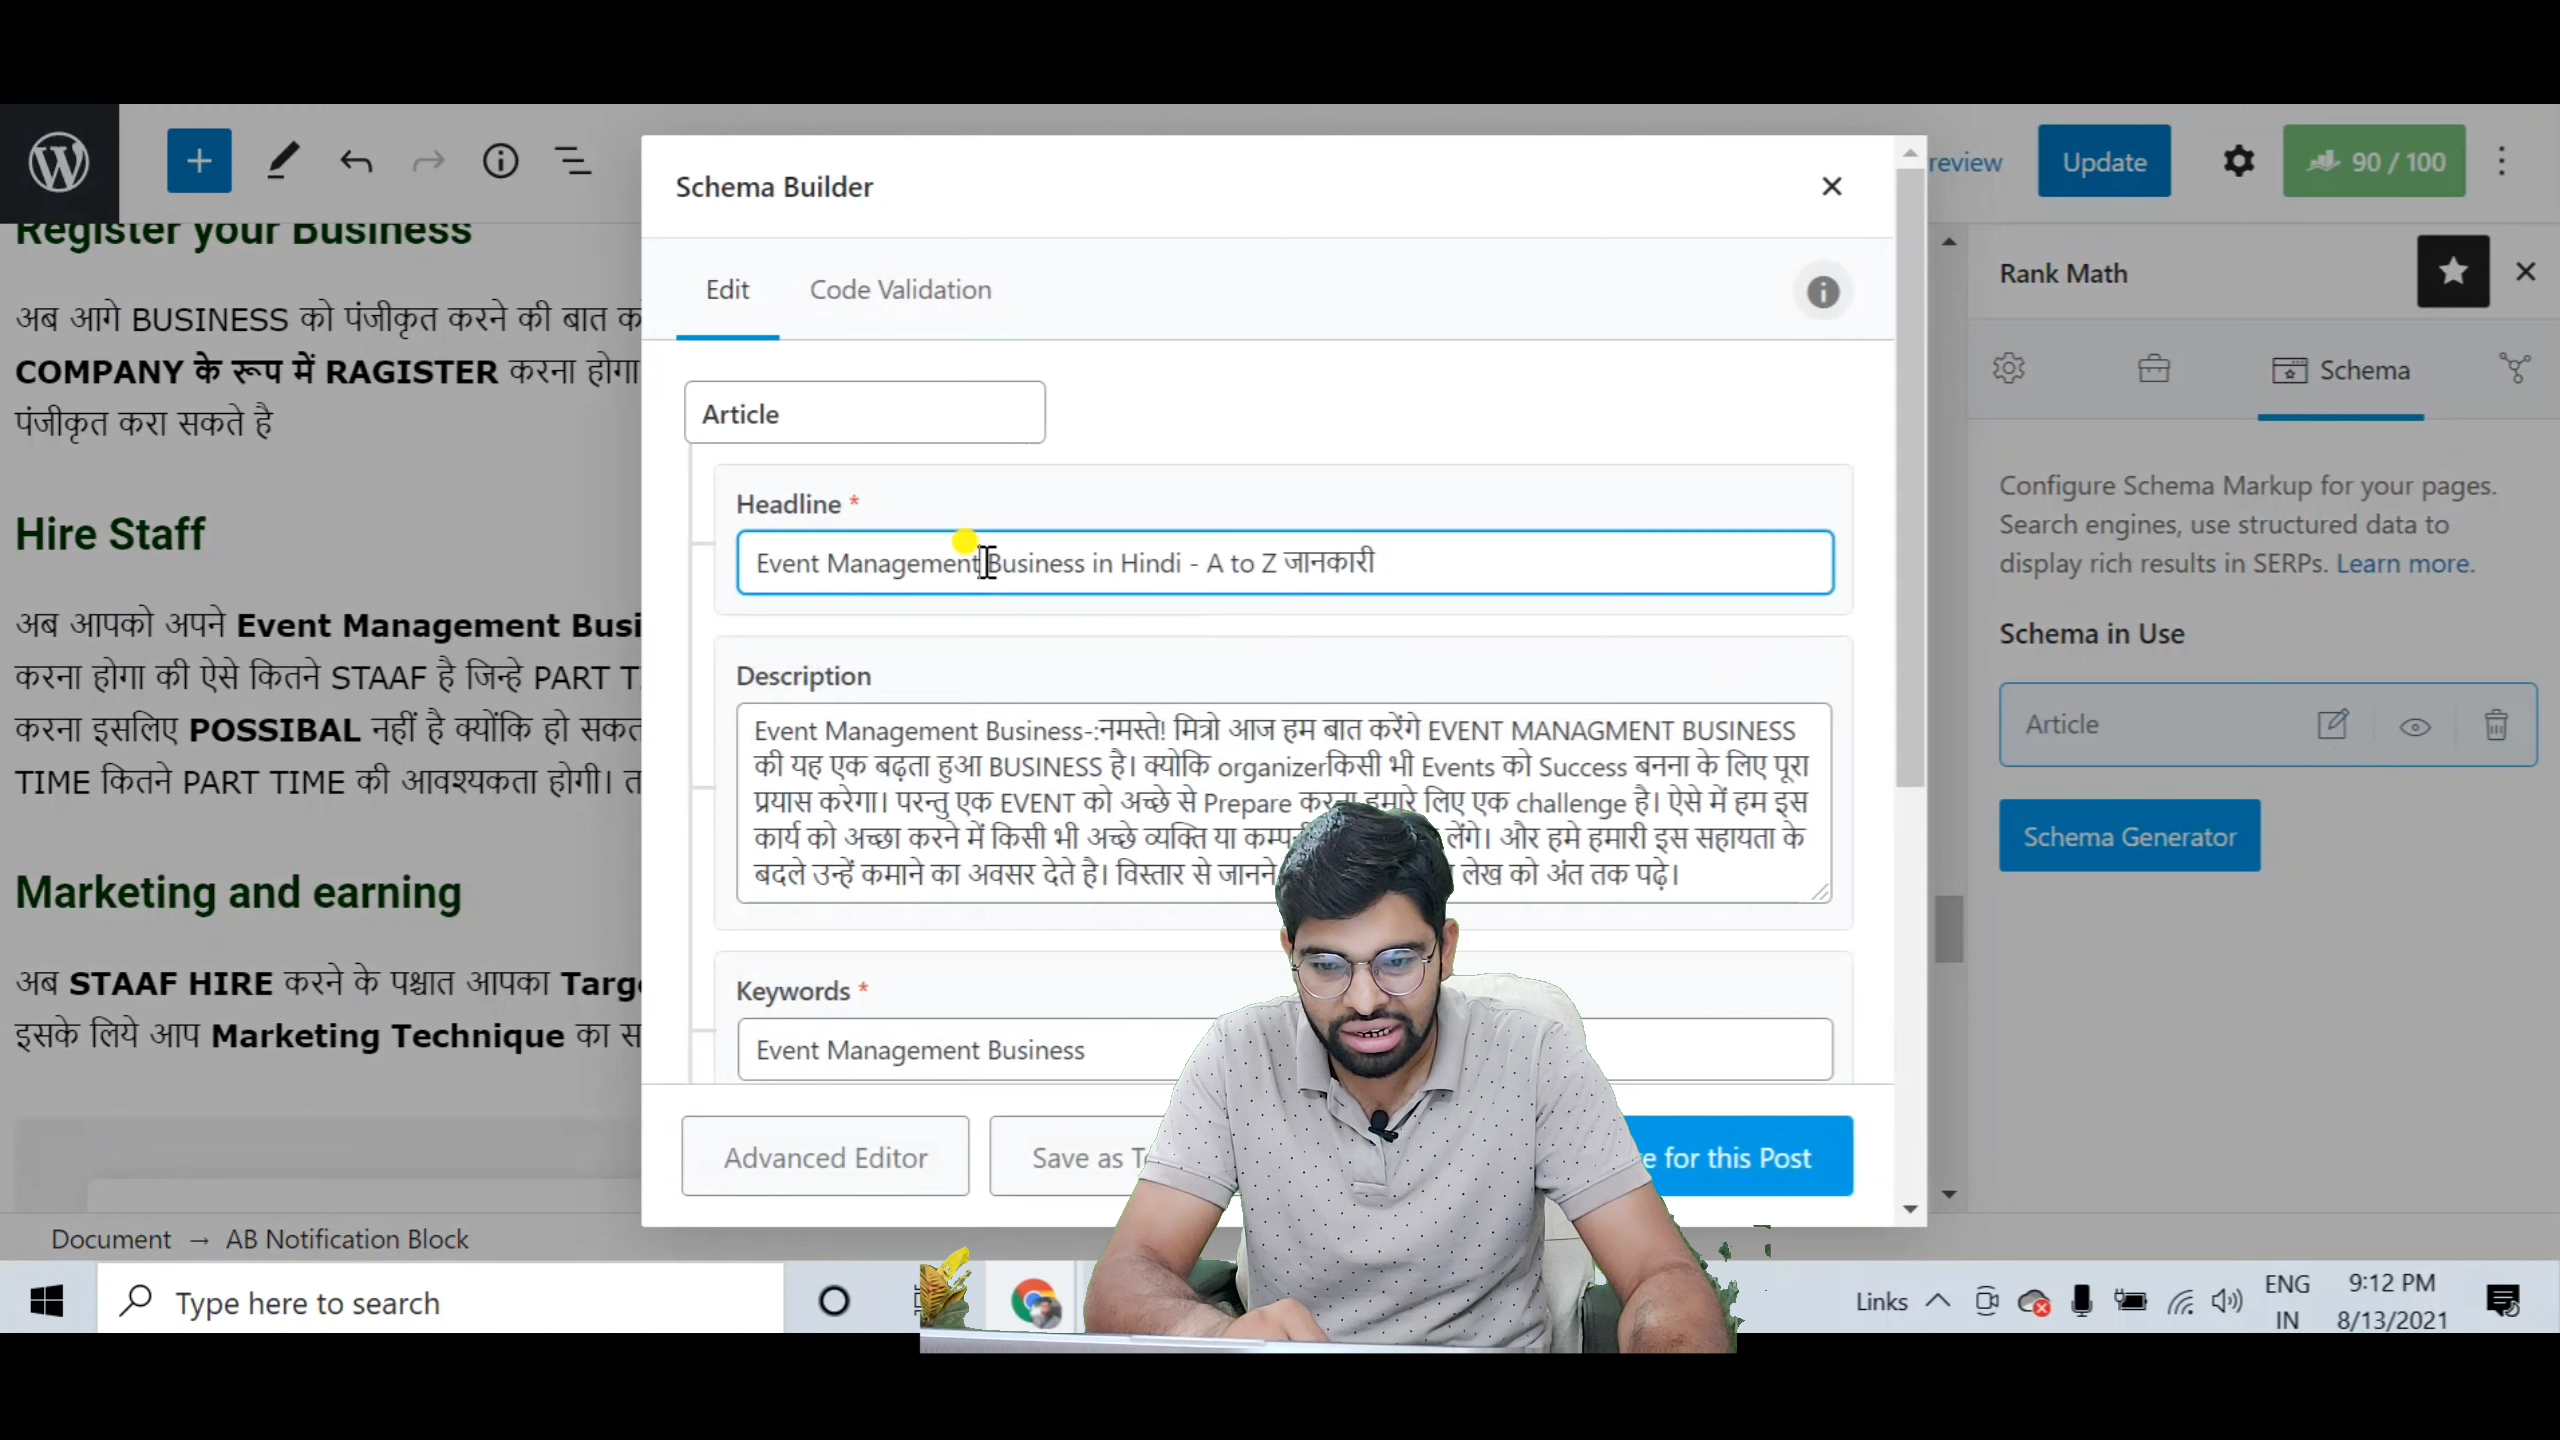 review
Update
90 / 100
Register your Business
अब आगे BUSINESS को पंजीकृत करने की बात
COMPANY के रूप में RAGISTER करना होगा
पंजीकृत करा सकते है
Hire Staff
अब आपको अपने Event Management Busi
करना होगा की ऐसे कितने STAAF है जिन्हे PART T
करना इसलिए POSSIBAL नहीं है क्योंकि हो सकत
TIME कितने PART TIME की आवश्यकता होगी।
Marketing and earning
अब STAAF HIRE करने के पश्चात आपका Targ
इसके लिये आप Marketing Technique का
Document → AB Notification Block
Schema Builder
Edit
Code Validation
Article
Headline *
Event Management Business in Hindi - A to Z जानकारी
Description
Event Management Business-:नमस्ते! मित्रो आज हम बात करेंगे EVENT MANAGMENT BUSINESS
की यह एक बढ़ता हुआ BUSINESS है। क्योकि organizerकिसी भी Events को Success बनना के लिए पूरा
प्रयास करेगा। परन्तु एक EVENT को अच्छे से Prepare करना हमारे लिए एक challenge है। ऐसे में हम इस
कार्य को अच्छा करने में किसी भी अच्छे व्यक्ति या लेंगे। और हमे हमारी इस सहायता के
बदले उन्हें कमाने का अवसर देते है। विस्तार से जानने लेख को अंत तक पढ़े।
Keywords *
Event Management Business
Advanced Editor
Save as T
for this Post
Rank Math
Schema
Configure Schema Markup for your pages.
Search engines, use structured data to
display rich results in SERPs. Learn more.
Schema in Use
Article
Schema Generator
Type here to search
Links
ENG
IN
9:12 PM
8/13/2021